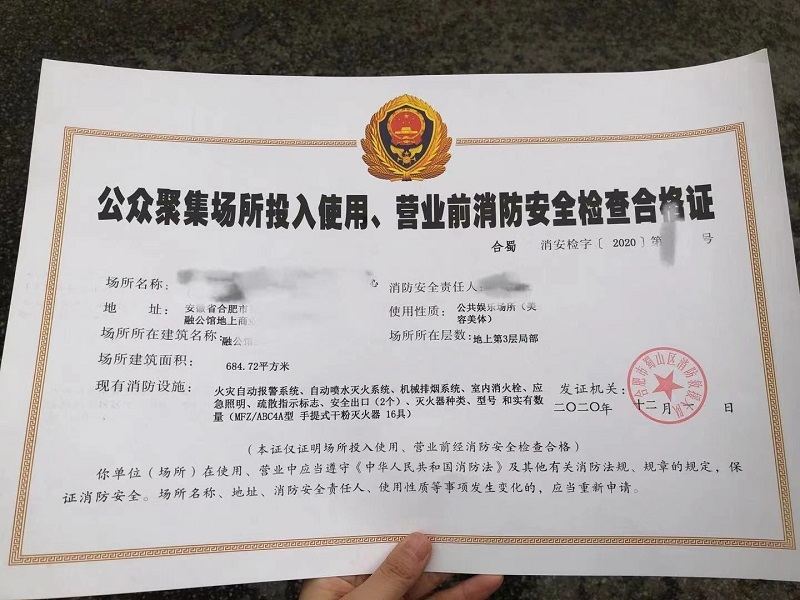 公众聚集场所投入使用、营业前消防安全检查合格证
合蜀 消安检字〔 2020 〕第 号
场所名称:
消防安全责任人:
地 址: 安徽省合肥市
融公馆地上商
使用性质: 公共娱乐场所（美
容美体）
场所所在建筑名称: 融公馆
场所所在层数: 地上第3层局部
场所建筑面积: 684.72平方米
现有消防设施: 火灾自动报警系统、自动喷水灭火系统、机械排烟系统、室内消火栓、应
急照明、疏散指示标志、安全出口（2个）、灭火器种类、型号 和实有数
量（MFZ/ABC4A型 手提式干粉灭火器 16具）
发证机关:
合肥市蜀山区消防救援大队
二〇二〇年 十二 月 日
(本证仅证明场所投入使用、营业前经消防安全检查合格)
你单位（场所）在使用、营业中应当遵守《中华人民共和国消防法》及其他有关消防法规、规章的规定，保
证消防安全。场所名称、地址、消防安全责任人、使用性质等事项发生变化的，应当重新申请。